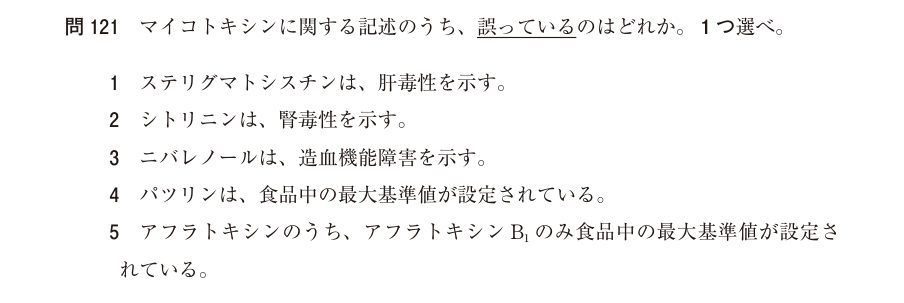 問 121 マイコトキシンに関する記述のうち、誤っているのはどれか。1つ選べ。
1 ステリグマトシスチンは、肝毒性を示す。
2 シトリニンは、腎毒性を示す。
3 ニバレノールは、造血機能障害を示す。
4 パツリンは、食品中の最大基準値が設定されている。
5 アフラトキシンのうち、アフラトキシン B₁ のみ食品中の最大基準値が設定さ
れている。